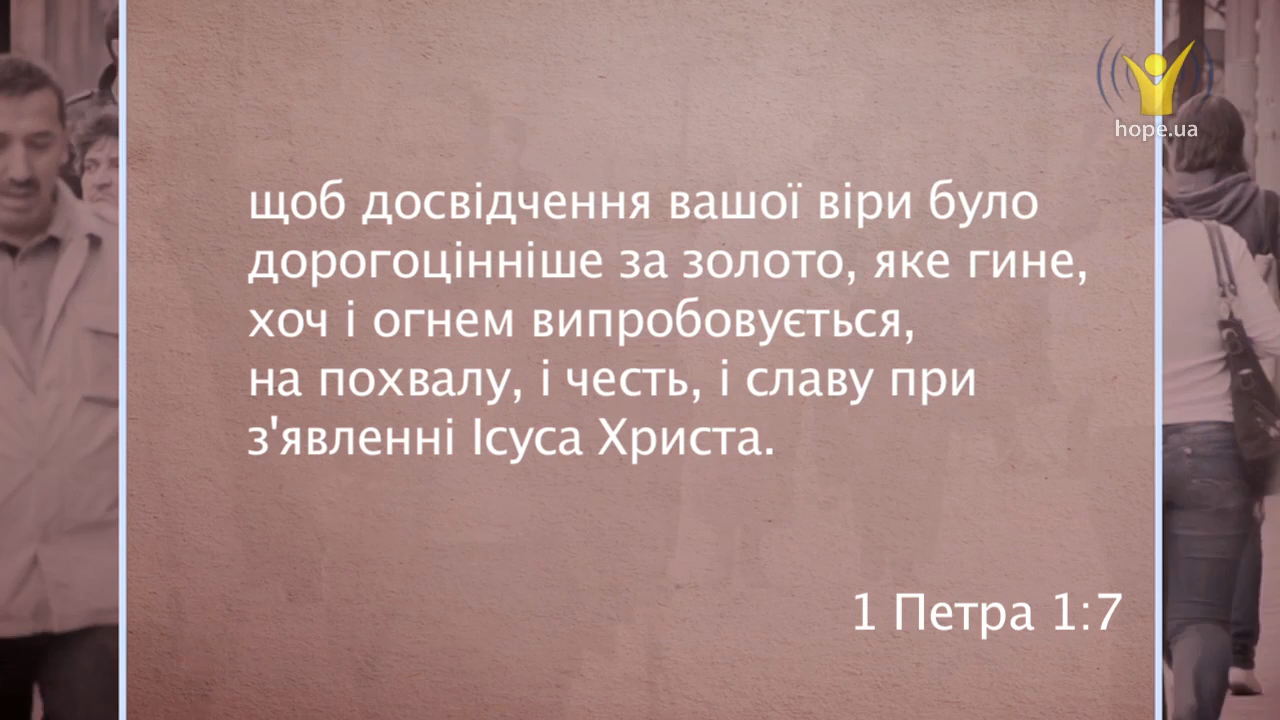 hope.ua
щоб досвідчення вашої віри було
дорогоцінніше за золото, яке гине,
хоч і огнем випробовується,
на похвалу, і честь, і славу при
з'явленні Ісуса Христа.
1 Петра 1:7